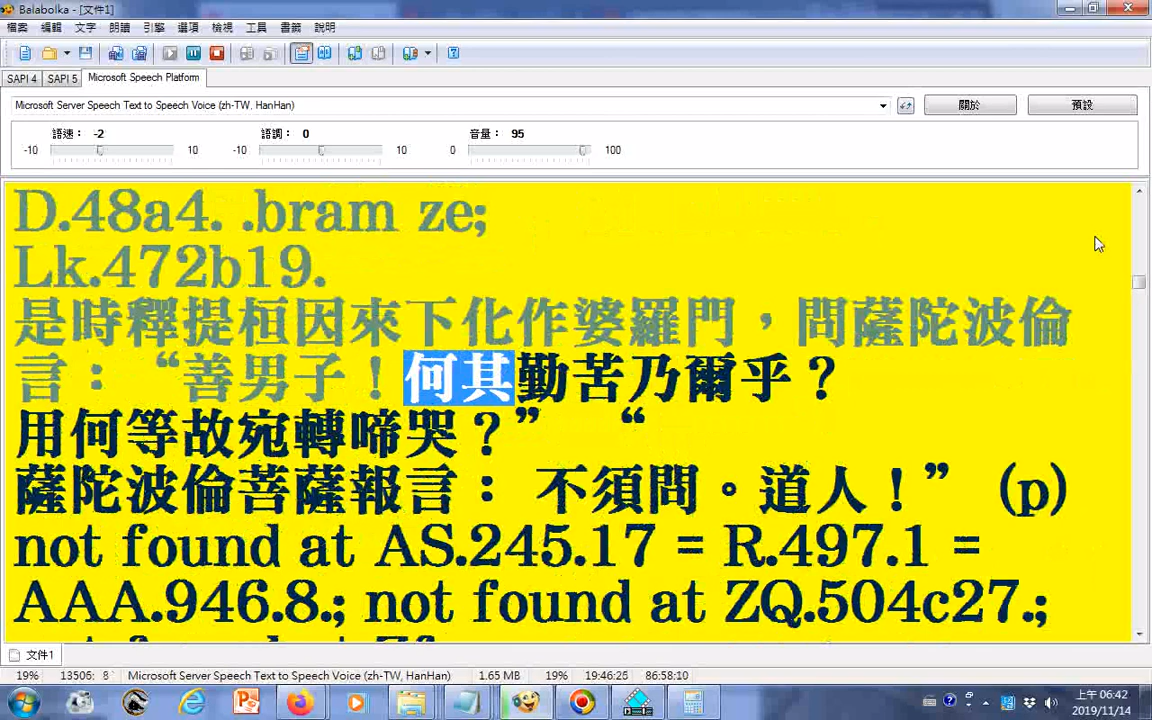 Balabolka - [文件1]
檔案 編輯 文字 朗讀 引擎 選項 檢視 工具 書籤 說明
SAPI 4 SAPI 5 Microsoft Speech Platform
Microsoft Server Speech Text to Speech Voice (zh-TW, HanHan) 關於 預設
語速： -2 語調： 0 音量： 95
-10 10 -10 10 0 100
D.48a4. .bram ze;
Lk.472b19.
是時釋提桓因來下化作婆羅門，問薩陀波倫
言：“善男子！何其勤苦乃爾乎？
用何等故宛轉啼哭？” “
薩陀波倫菩薩報言： 不須問。道人！” (p)
not found at AS.245.17 = R.497.1 =
AAA.946.8.; not found at ZQ.504c27.;
文件1
19% 13506: 8 Microsoft Server Speech Text to Speech Voice (zh-TW, HanHan) 1.65 MB 19% 19:46:25 86:58:10
上午 06:42
2019/11/14